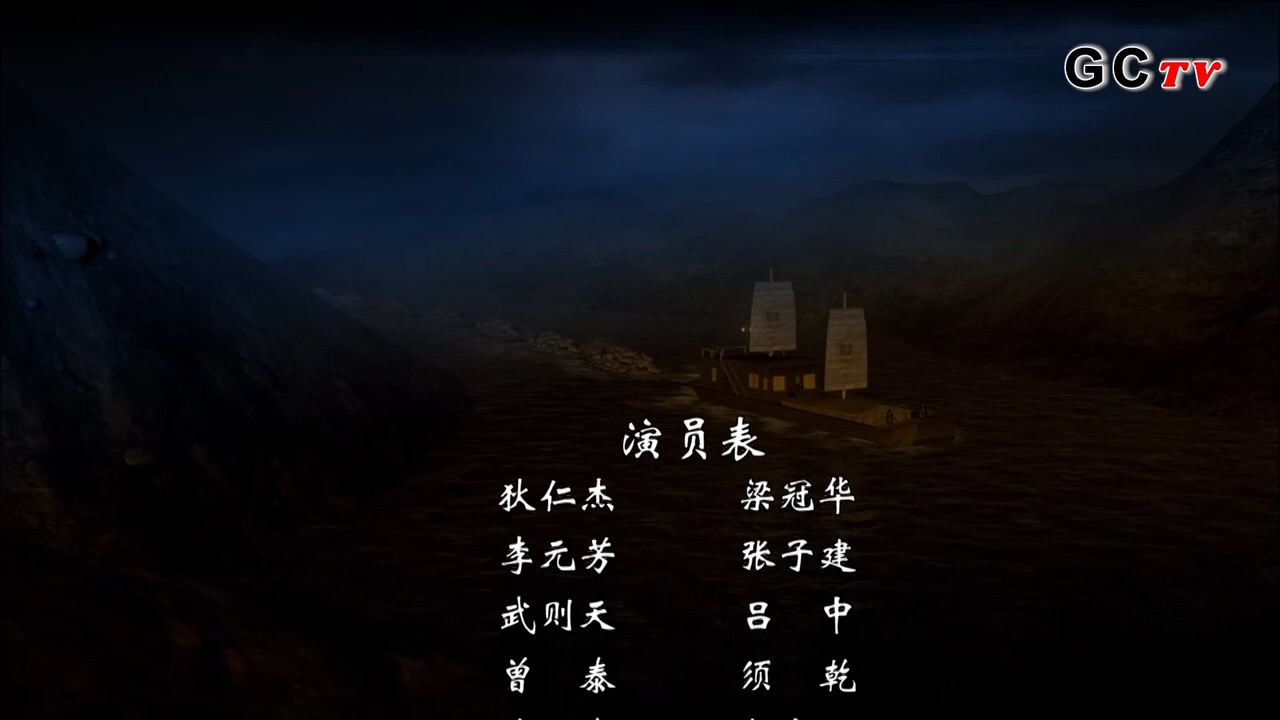 GCTV
演员表
狄仁杰 梁冠华
李元芳 张子建
武则天 吕中
曾泰 须乾